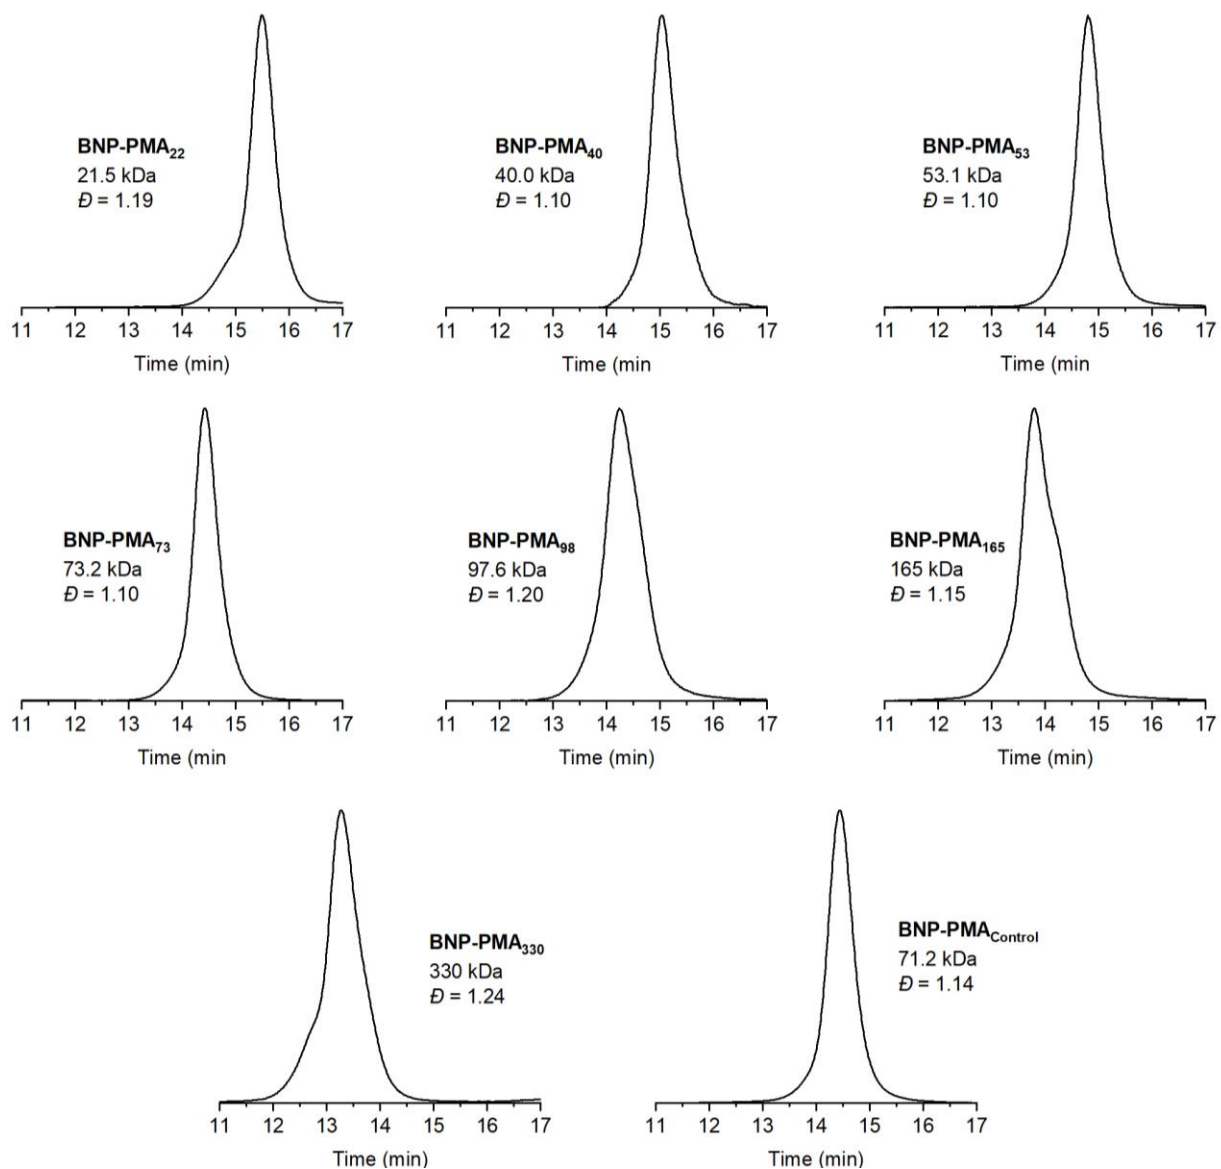 BNP-PMA22
21.5 kDa
Đ = 1.19
11 12 13 14 15 16 17
Time (min)
BNP-PMA40
40.0 kDa
Đ = 1.10
11 12 13 14 15 16 17
Time (min
BNP-PMA53
53.1 kDa
Đ = 1.10
11 12 13 14 15 16 17
Time (min
BNP-PMA73
73.2 kDa
Đ = 1.10
11 12 13 14 15 16 17
Time (min
BNP-PMA98
97.6 kDa
Đ = 1.20
11 12 13 14 15 16 17
Time (min)
BNP-PMA165
165 kDa
Đ = 1.15
11 12 13 14 15 16 17
Time (min)
BNP-PMA330
330 kDa
Đ = 1.24
11 12 13 14 15 16 17
Time (min)
BNP-PMAControl
71.2 kDa
Đ = 1.14
11 12 13 14 15 16 17
Time (min)